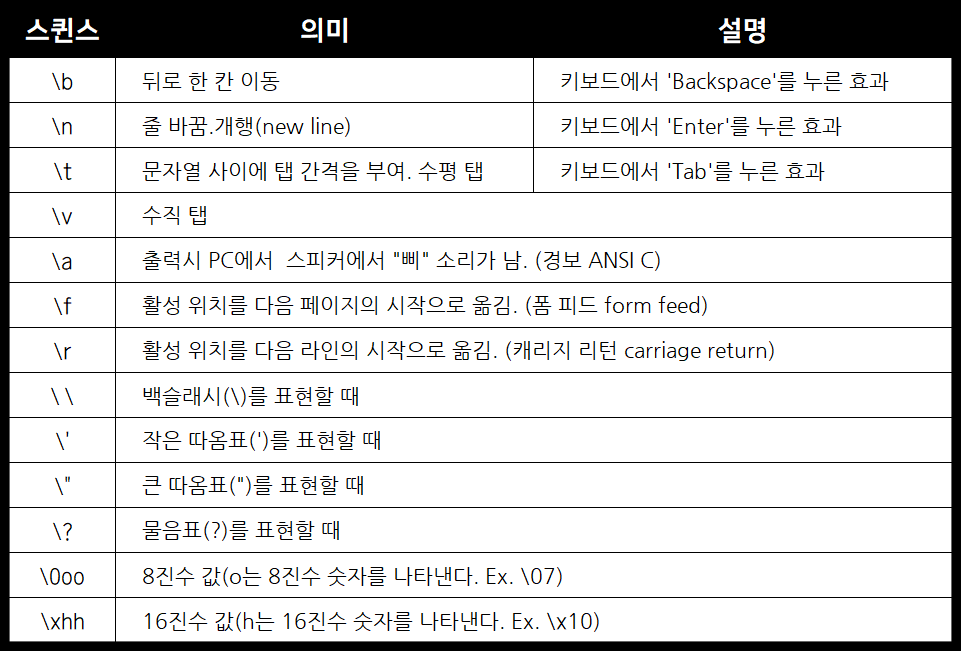 스퀀스 의미 설명
\b 뒤로 한 칸 이동 키보드에서 'Backspace'를 누른 효과
\n 줄 바꿈.개행(new line) 키보드에서 'Enter'를 누른 효과
\t 문자열 사이에 탭 간격을 부여. 수평 탭 키보드에서 'Tab'를 누른 효과
\v 수직 탭
\a 출력시 PC에서 스피커에서 "삐" 소리가 남. (경보 ANSI C)
\f 활성 위치를 다음 페이지의 시작으로 옮김. (폼 피드 form feed)
\r 활성 위치를 다음 라인의 시작으로 옮김. (캐리지 리턴 carriage return)
\\ 백슬래시(\)를 표현할 때
\' 작은 따옴표(')를 표현할 때
\" 큰 따옴표(")를 표현할 때
\? 물음표(?)를 표현할 때
\0oo 8진수 값(o는 8진수 숫자를 나타낸다. Ex. \07)
\xhh 16진수 값(h는 16진수 숫자를 나타낸다. Ex. \x10)